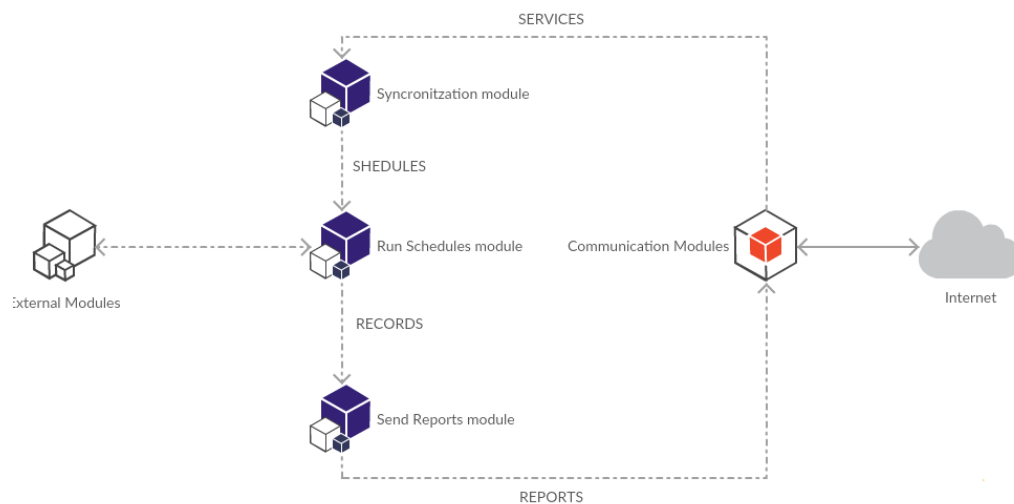 SERVICES
Syncronitzation module
SHEDULES
Run Schedules module
Communication Modules
External Modules
Internet
RECORDS
Send Reports module
REPORTS